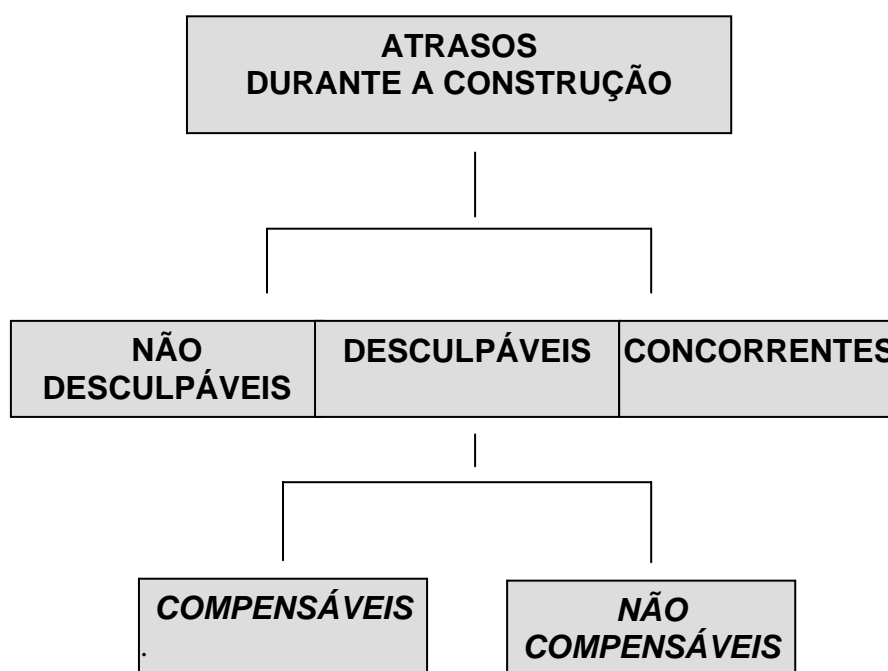 ATRASOS
DURANTE A CONSTRUÇÃO
NÃO
DESCULPÁVEIS
DESCULPÁVEIS
CONCORRENTES
COMPENSÁVEIS
.
NÃO
COMPENSÁVEIS